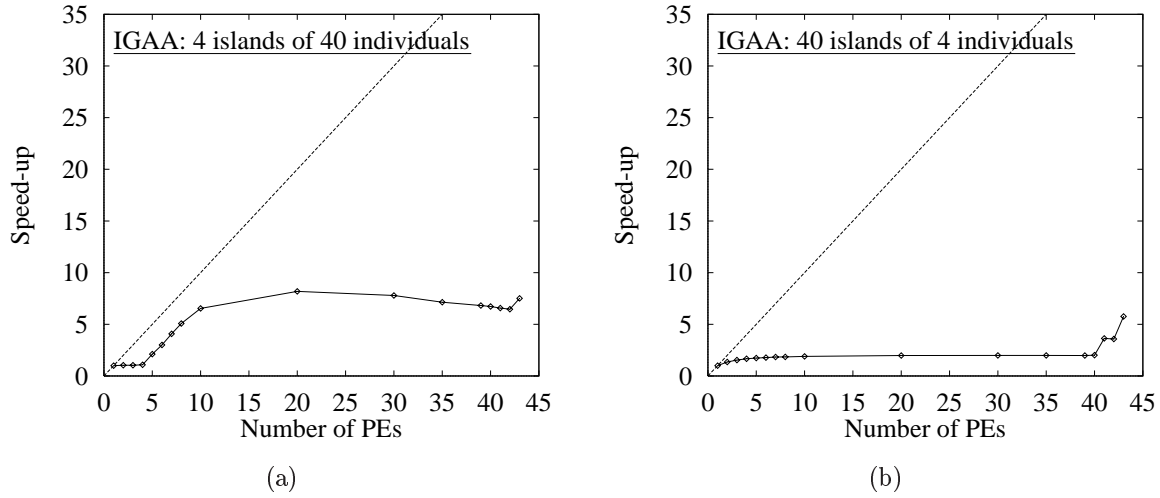 IGAA: 4 islands of 40 individuals
35
30
25
20
15
10
5
0
Speed-up
0 5 10 15 20 25 30 35 40 45
Number of PEs
(a)
IGAA: 40 islands of 4 individuals
35
30
25
20
15
10
5
0
Speed-up
0 5 10 15 20 25 30 35 40 45
Number of PEs
(b)